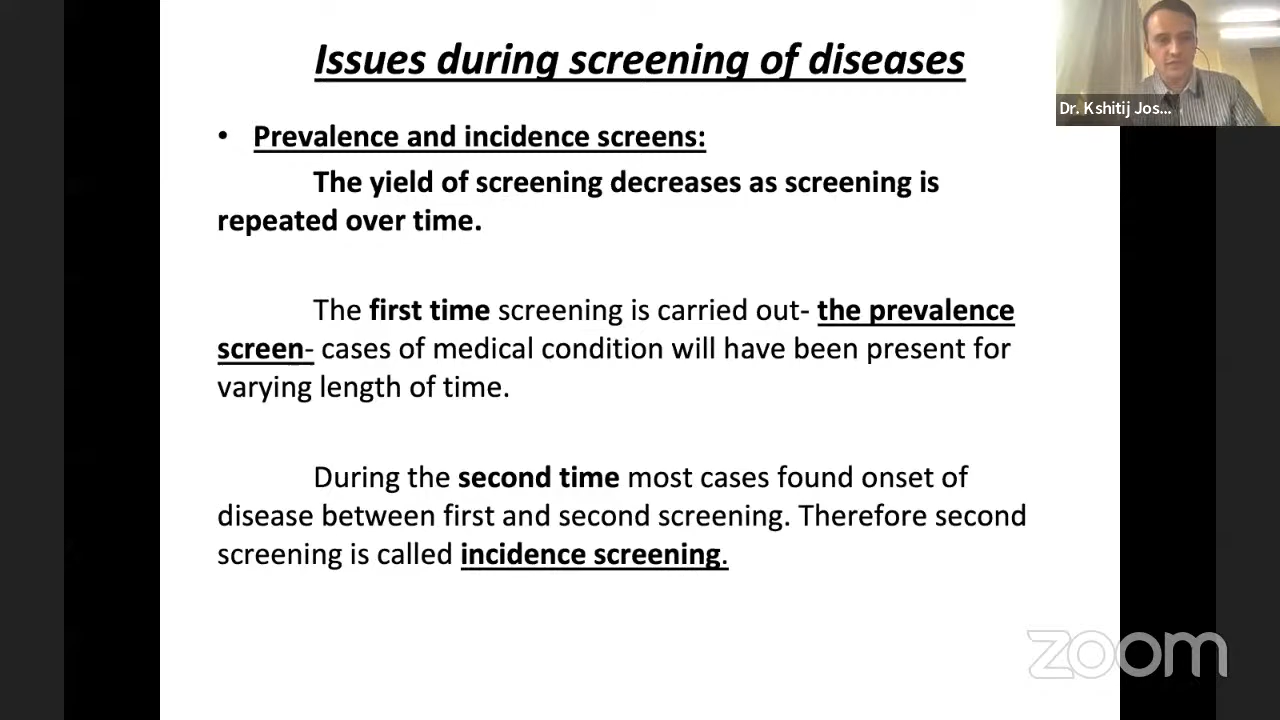 Issues during screening of diseases
Dr. Kshitij Jos...
• Prevalence and incidence screens:
The yield of screening decreases as screening is
repeated over time.
The first time screening is carried out- the prevalence
screen- cases of medical condition will have been present for
varying length of time.
During the second time most cases found onset of
disease between first and second screening. Therefore second
screening is called incidence screening.
zoom